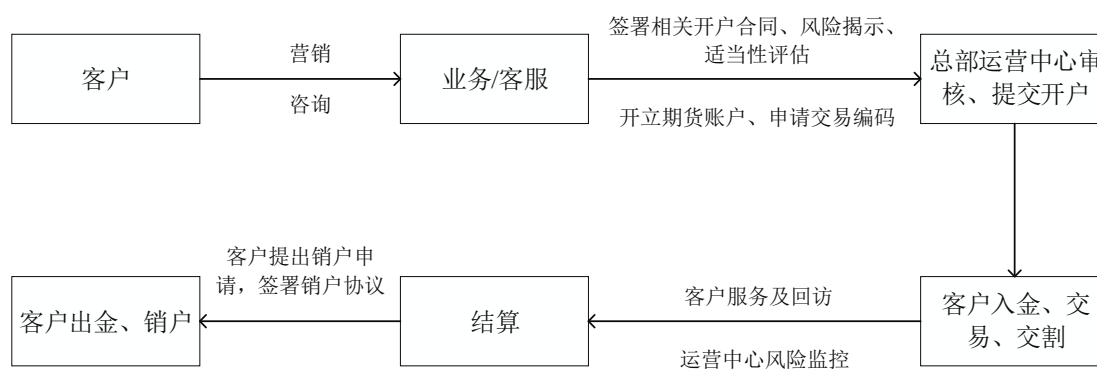 签署相关开户合同、风险揭示、
适当性评估
客户
营销
咨询
业务/客服
开立期货账户、申请交易编码
总部运营中心审
核、提交开户
客户提出销户申
请，签署销户协议
客户出金、销户
结算
客户服务及回访
运营中心风险监控
客户入金、交
易、交割